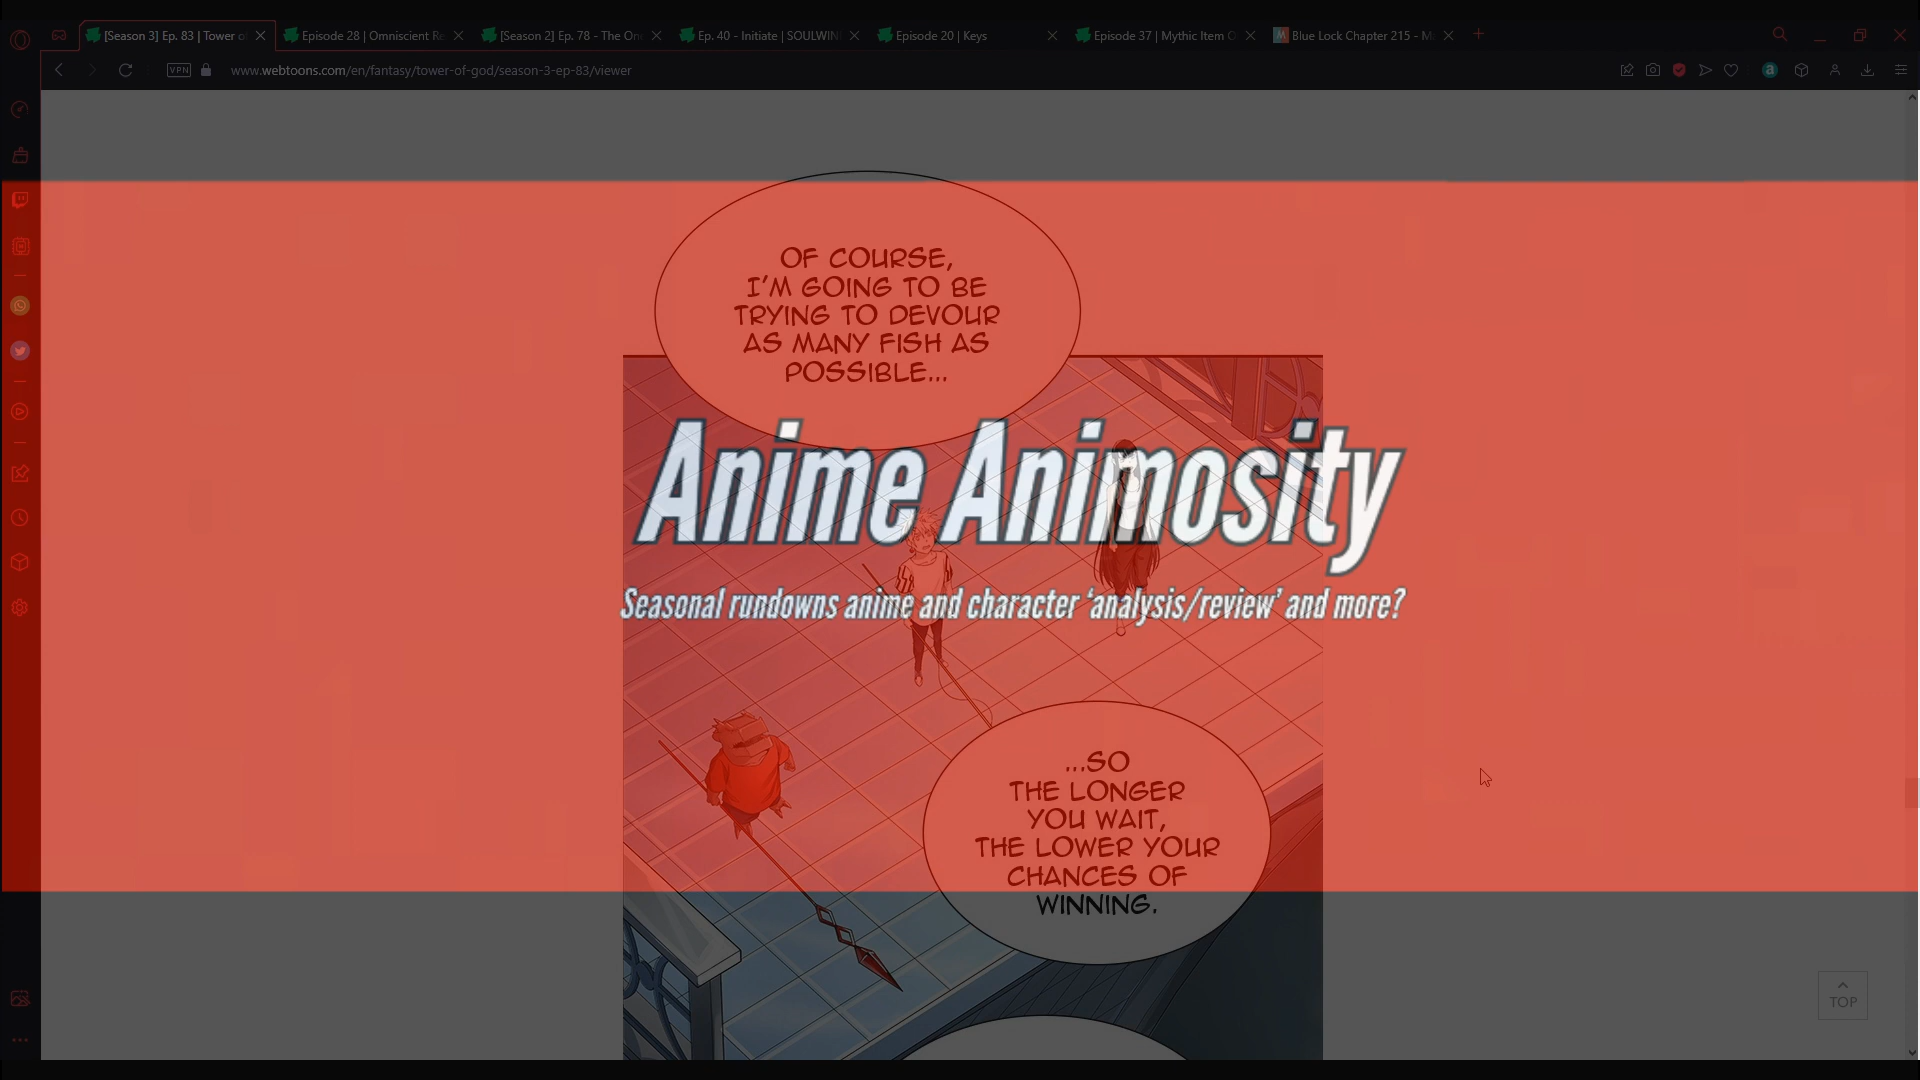 [Season 3] Ep. 83 | Tower o
Episode 28 | Omniscient Re
[Season 2] Ep. 78 - The On
Ep. 40 - Initiate | SOULWIN
Episode 20 | Keys
Episode 37 | Mythic Item O
Blue Lock Chapter 215 - M
VPN
www.webtoons.com/en/fantasy/tower-of-god/season-3-ep-83/viewer
OF COURSE,
I'M GOING TO BE
TRYING TO DEVOUR
AS MANY FISH AS
POSSIBLE...
Anime Animosity
Seasonal rundowns anime and character ‘analysis/review’ and more?
...SO
THE LONGER
YOU WAIT,
THE LOWER YOUR
CHANCES OF
WINNING.
TOP